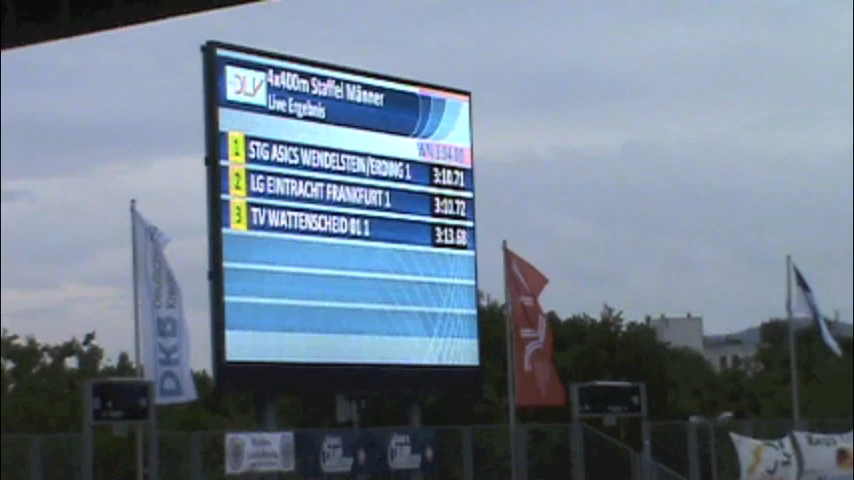 DLV
4x400m Staffel Männer
Live Ergebnis
1 STG ASICS WENDELSTEIN/ERDING 1 3:10.71
2 LG EINTRACHT FRANKFURT 1 3:10.72
3 TV WATTENSCHEID 01 1 3:13.68
DKB